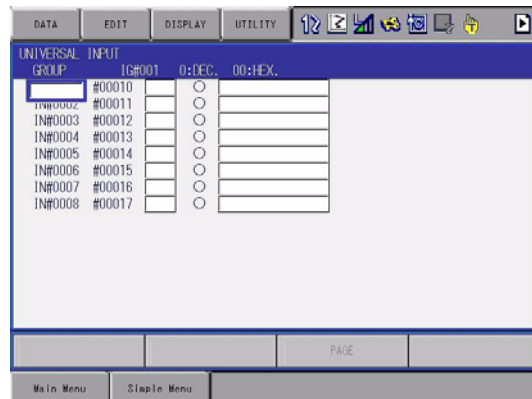 DATA EDIT DISPLAY UTILITY
UNIVERSAL INPUT
GROUP IG#001 0:DEC. 00:HEX.
#00010 ○
IN#0002 #00011 ○
IN#0003 #00012 ○
IN#0004 #00013 ○
IN#0005 #00014 ○
IN#0006 #00015 ○
IN#0007 #00016 ○
IN#0008 #00017 ○
PAGE
Main Menu Simple Menu